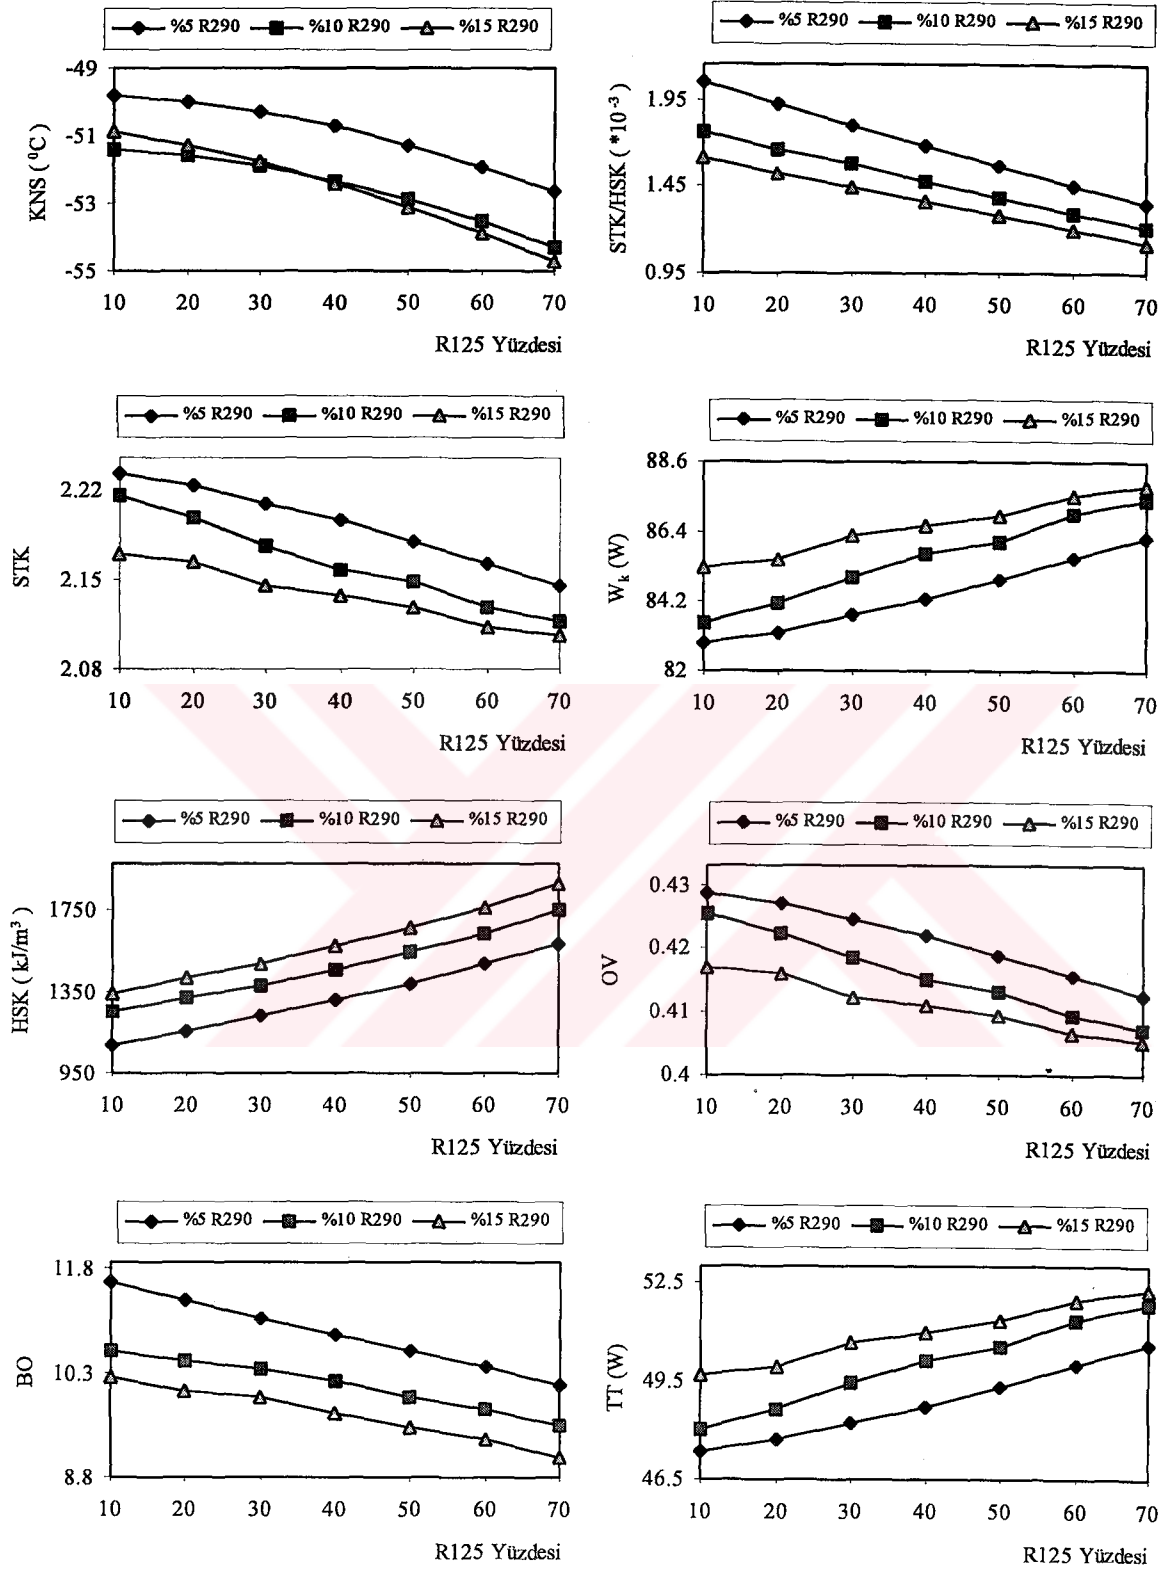 %5 R290 %10 R290 %15 R290
KNS ( ⁰C )
-49
-51
-53
-55
10 20 30 40 50 60 70
R125 Yüzdesi
%5 R290 %10 R290 %15 R290
STK/HSK ( *10⁻³ )
1.95
1.45
0.95
10 20 30 40 50 60 70
R125 Yüzdesi
%5 R290 %10 R290 %15 R290
STK
2.22
2.15
2.08
10 20 30 40 50 60 70
R125 Yüzdesi
%5 R290 %10 R290 %15 R290
Wₖ (W)
88.6
86.4
84.2
82
10 20 30 40 50 60 70
R125 Yüzdesi
%5 R290 %10 R290 %15 R290
HSK ( kJ/m³ )
1750
1350
950
10 20 30 40 50 60 70
R125 Yüzdesi
%5 R290 %10 R290 %15 R290
OV
0.43
0.42
0.41
0.4
10 20 30 40 50 60 70
R125 Yüzdesi
%5 R290 %10 R290 %15 R290
BO
11.8
10.3
8.8
10 20 30 40 50 60 70
R125 Yüzdesi
%5 R290 %10 R290 %15 R290
TT (W)
52.5
49.5
46.5
10 20 30 40 50 60 70
R125 Yüzdesi